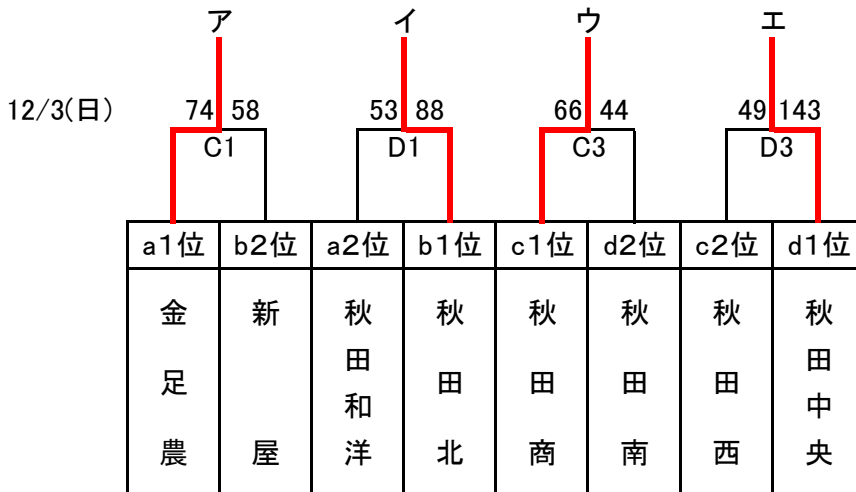 ア イ ウ エ
12/3(日) 74 58 53 88 66 44 49 143
C1 D1 C3 D3
a1位 b2位 a2位 b1位 c1位 d2位 c2位 d1位
金足農 新屋 秋田和洋 秋田北 秋田商 秋田南 秋田西 秋田中央